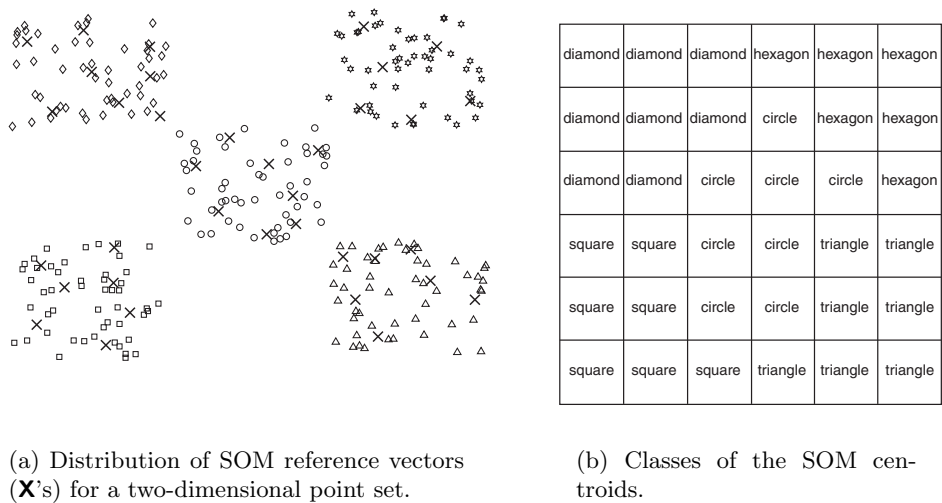 diamond diamond diamond hexagon hexagon hexagon
diamond diamond diamond circle hexagon hexagon
diamond diamond circle circle circle hexagon
square square circle circle triangle triangle
square square circle circle triangle triangle
square square square triangle triangle triangle
(a) Distribution of SOM reference vectors
(X's) for a two-dimensional point set.
(b) Classes of the SOM cen-
troids.